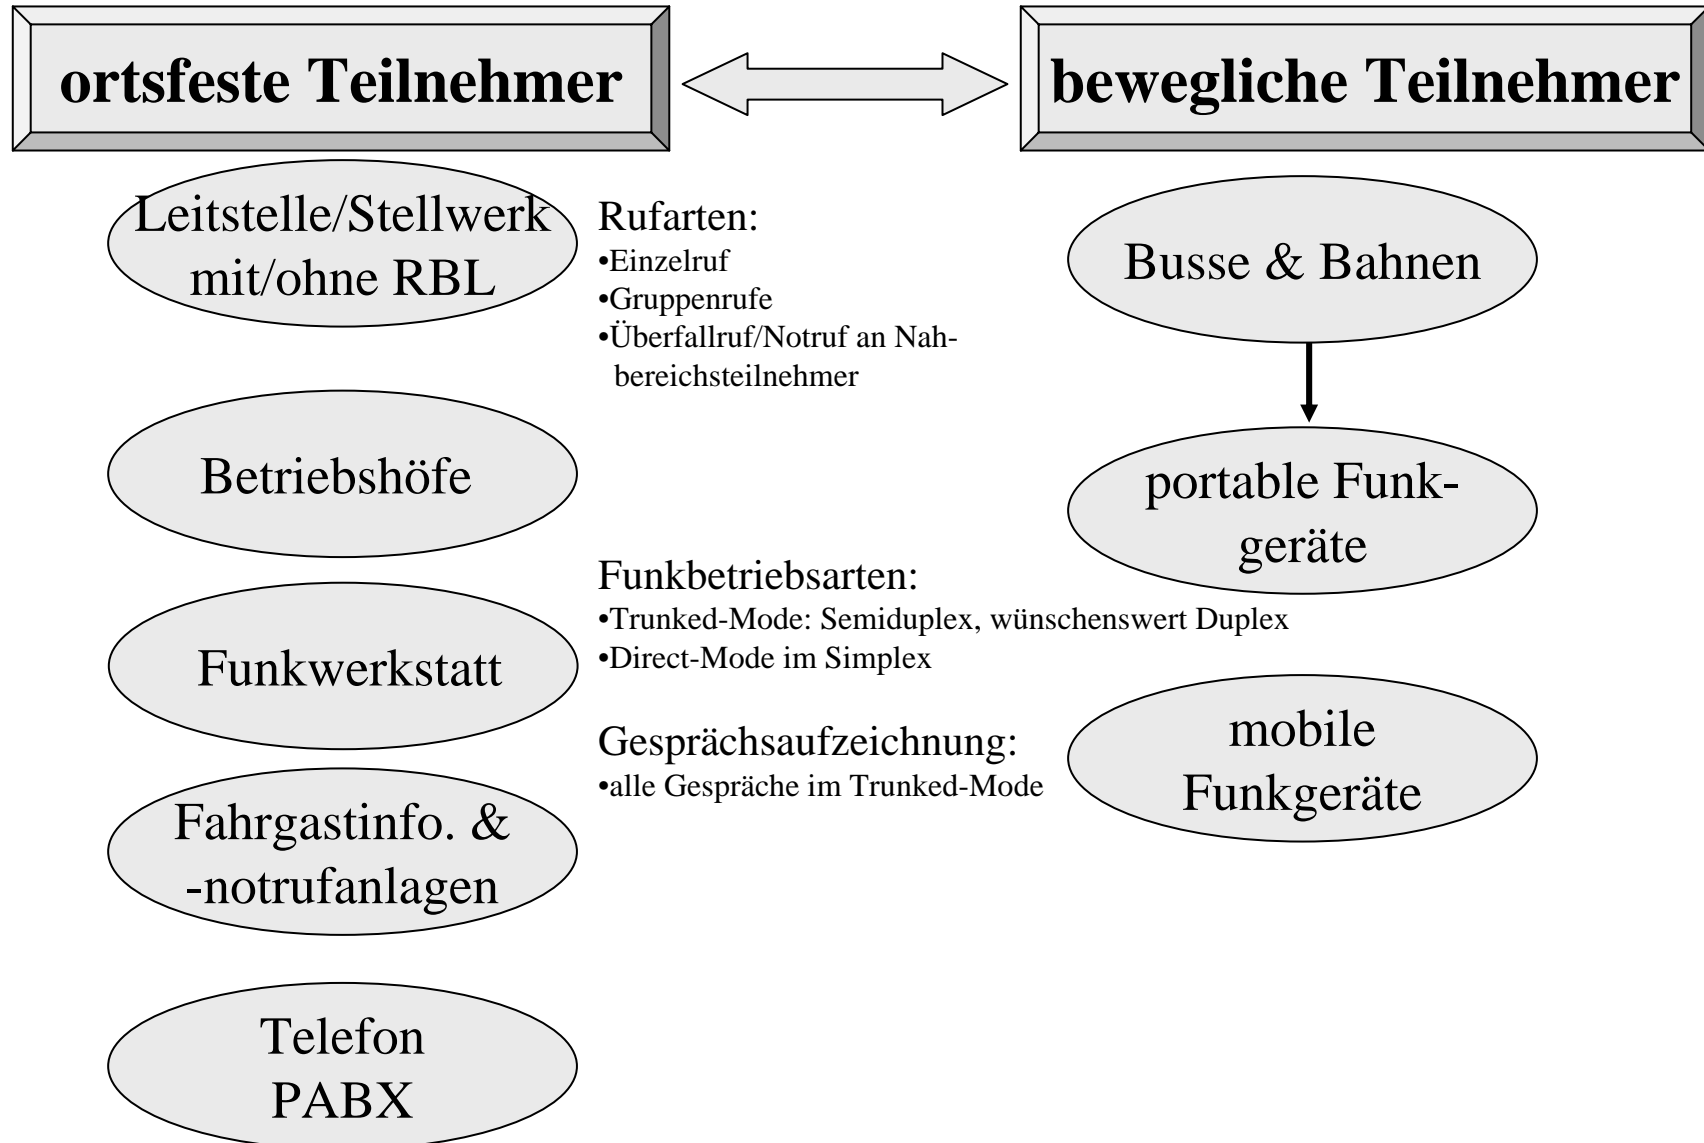 ortsfeste Teilnehmer
bewegliche Teilnehmer
Leitstelle/Stellwerk
mit/ohne RBL
Betriebshöfe
Funkwerkstatt
Fahrgastinfo. &
-notrufanlagen
Telefon
PABX
Rufarten:
•Einzelruf
•Gruppenrufe
•Überfallruf/Notruf an Nah-
bereichsteilnehmer
Funkbetriebsarten:
•Trunked-Mode: Semiduplex, wünschenswert Duplex
•Direct-Mode im Simplex
Gesprächsaufzeichnung:
•alle Gespräche im Trunked-Mode
Busse & Bahnen
portable Funk-
geräte
mobile
Funkgeräte